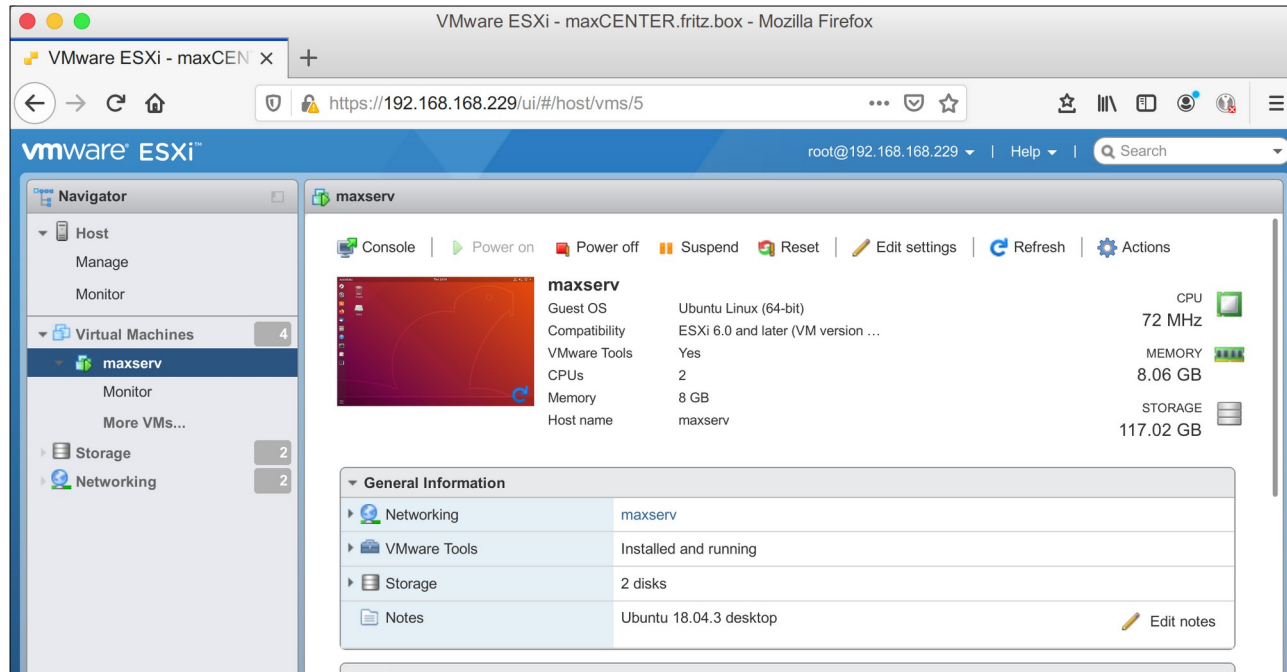 VMware ESXi - maxCENTER.fritz.box - Mozilla Firefox
VMware ESXi - maxCEN
https://192.168.168.229/ui/#/host/vms/5
vmware ESXi™
root@192.168.168.229 | Help | Search
Navigator
maxserv
Host
Manage
Monitor
Virtual Machines 4
maxserv
Monitor
More VMs...
Storage 2
Networking 2
Console | Power on Power off Suspend Reset | Edit settings | Refresh | Actions
maxserv
Guest OS Ubuntu Linux (64-bit)
Compatibility ESXi 6.0 and later (VM version …
VMware Tools Yes
CPUs 2
Memory 8 GB
Host name maxserv
CPU
72 MHz
MEMORY
8.06 GB
STORAGE
117.02 GB
General Information
Networking maxserv
VMware Tools Installed and running
Storage 2 disks
Notes Ubuntu 18.04.3 desktop Edit notes